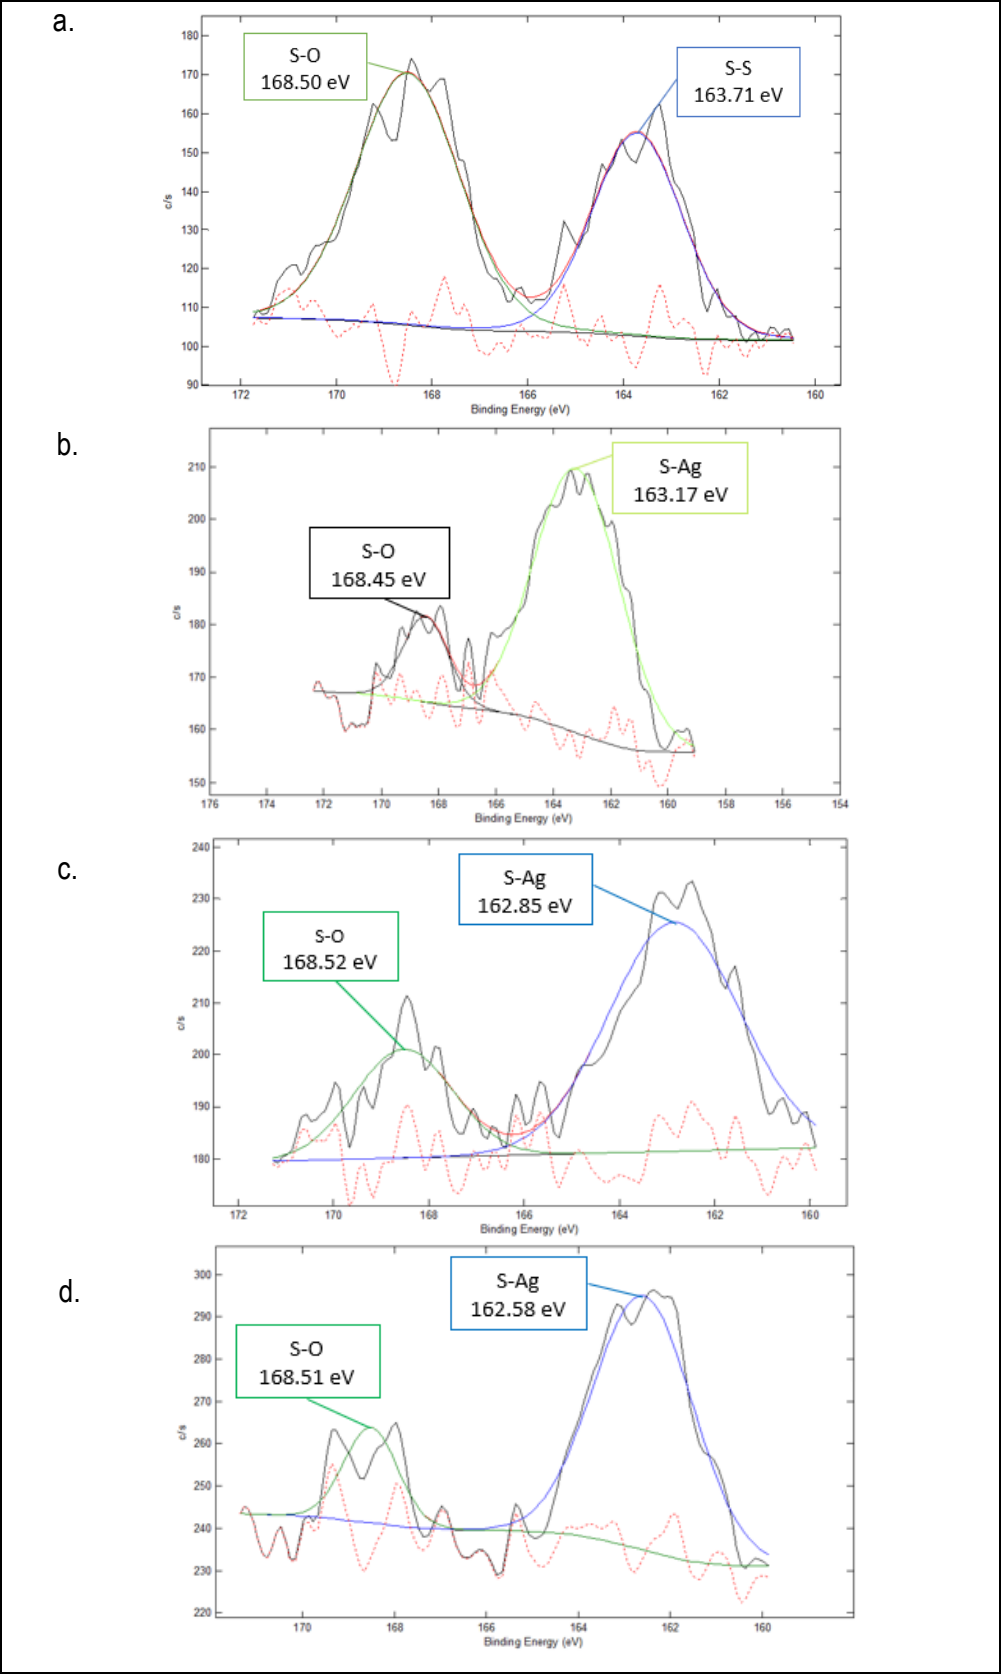 a.
S-O
168.50 eV
S-S
163.71 eV
180
170
160
150
140
130
120
110
100
90
c/s
172
170
168
166
164
162
160
Binding Energy (eV)
b.
S-Ag
163.17 eV
S-O
168.45 eV
210
200
190
180
170
160
150
c/s
176
174
172
170
168
166
164
162
160
158
156
154
Binding Energy (eV)
c.
S-Ag
162.85 eV
S-O
168.52 eV
240
230
220
210
200
190
180
c/s
172
170
168
166
164
162
160
Binding Energy (eV)
d.
S-Ag
162.58 eV
S-O
168.51 eV
300
290
280
270
260
250
240
230
220
c/s
170
168
166
164
162
160
Binding Energy (eV)